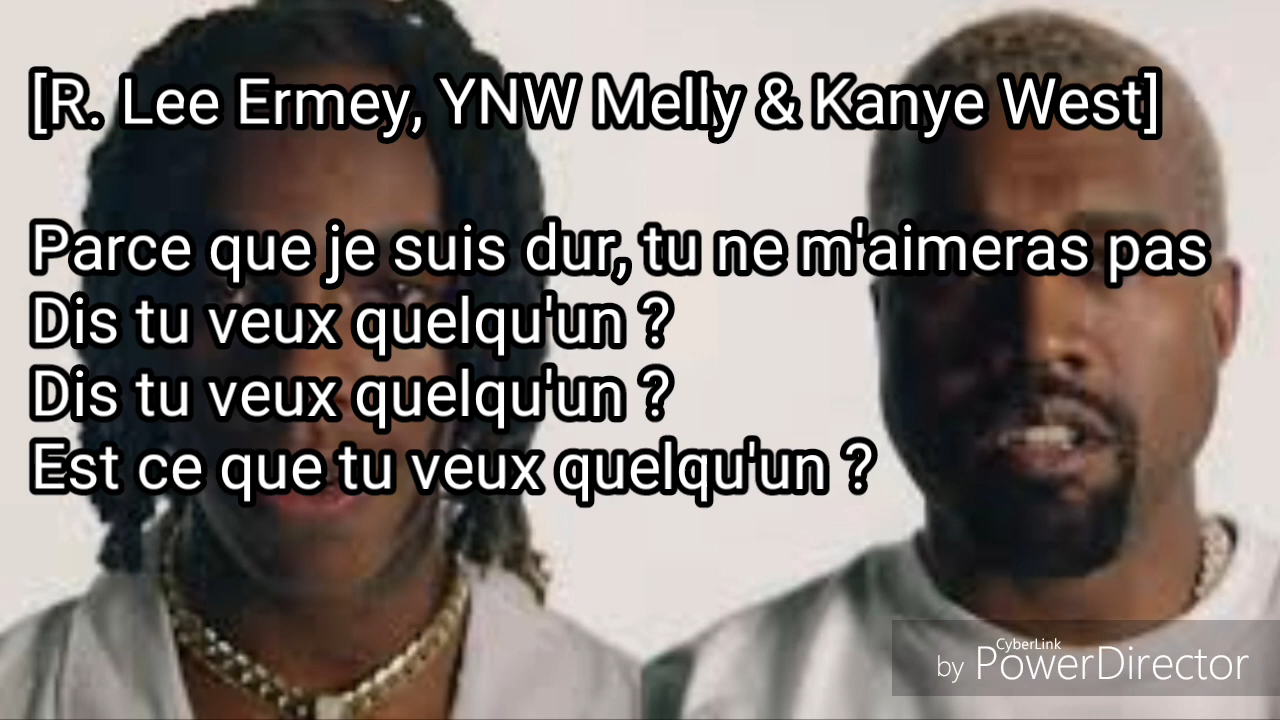 [R. Lee Ermey, YNW Melly & Kanye West]
Parce que je suis dur, tu ne m'aimeras pas
Dis tu veux quelqu'un ?
Dis tu veux quelqu'un ?
Est ce que tu veux quelqu'un ?
CyberLink
by PowerDirector